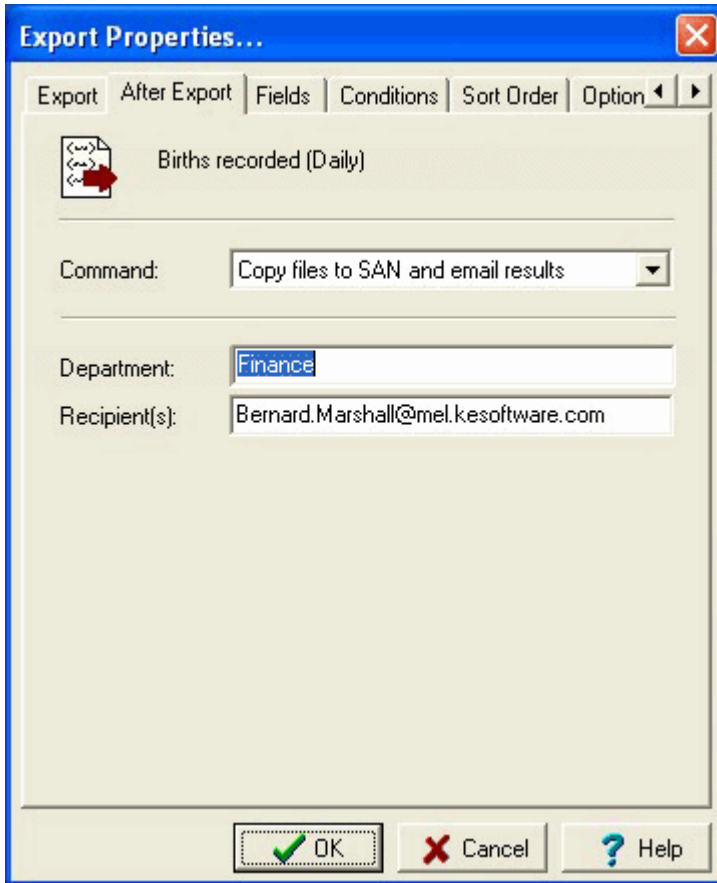 Export Properties...
Export After Export Fields Conditions Sort Order Option
Births recorded (Daily)
Command: Copy files to SAN and email results
Department: Finance
Recipient(s): Bernard.Marshall@mel.kesoftware.com
OK Cancel Help